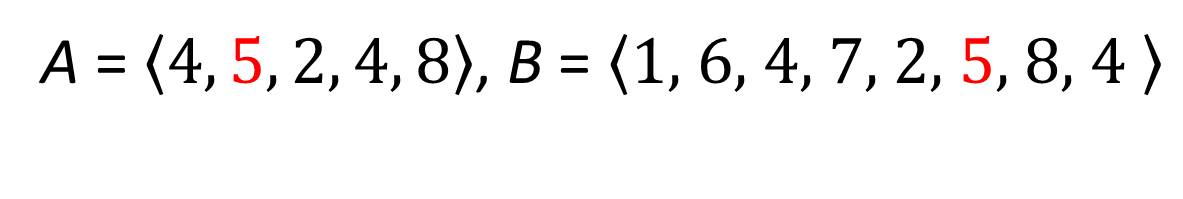 A = ⟨4, 5, 2, 4, 8⟩, B = ⟨1, 6, 4, 7, 2, 5, 8, 4 ⟩